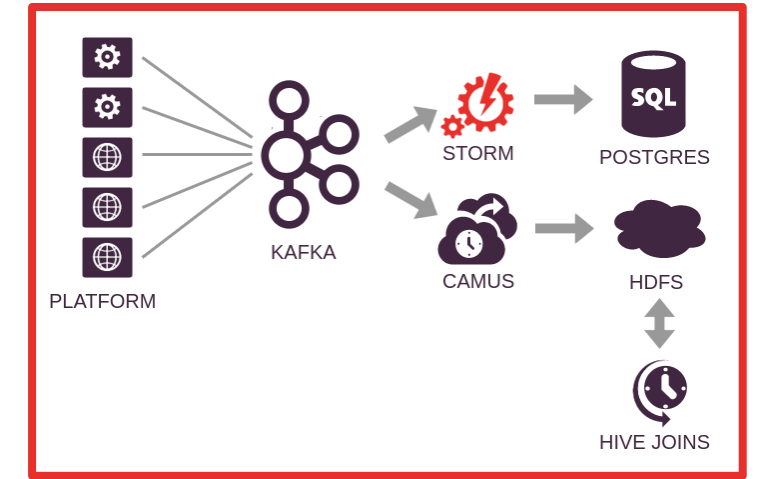 PLATFORM
KAFKA
STORM
SQL
POSTGRES
CAMUS
HDFS
HIVE JOINS